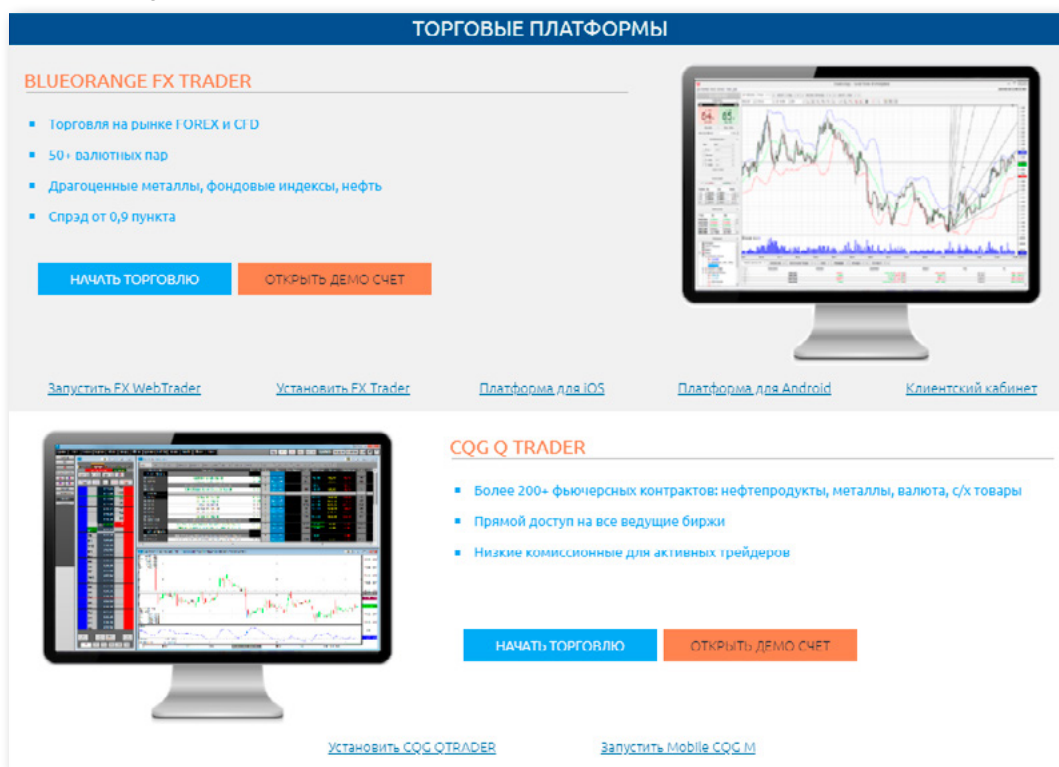 ТОРГОВЫЕ ПЛАТФОРМЫ
BLUEORANGE FX TRADER
Торговля на рынке FOREX и CFD
50+ валютных пар
Драгоценные металлы, фондовые индексы, нефть
Спрэд от 0,9 пункта
НАЧАТЬ ТОРГОВЛЮ ОТКРЫТЬ ДЕМО СЧЕТ
Запустить FX WebTrader Установить FX Trader Платформа для iOS Платформа для Android Клиентский кабинет
CQG Q TRADER
Более 200+ фьючерсных контрактов: нефтепродукты, металлы, валюта, с/х товары
Прямой доступ на все ведущие биржи
Низкие комиссионные для активных трейдеров
НАЧАТЬ ТОРГОВЛЮ ОТКРЫТЬ ДЕМО СЧЕТ
Установить CQG QTRADER Запустить Mobile CQG M